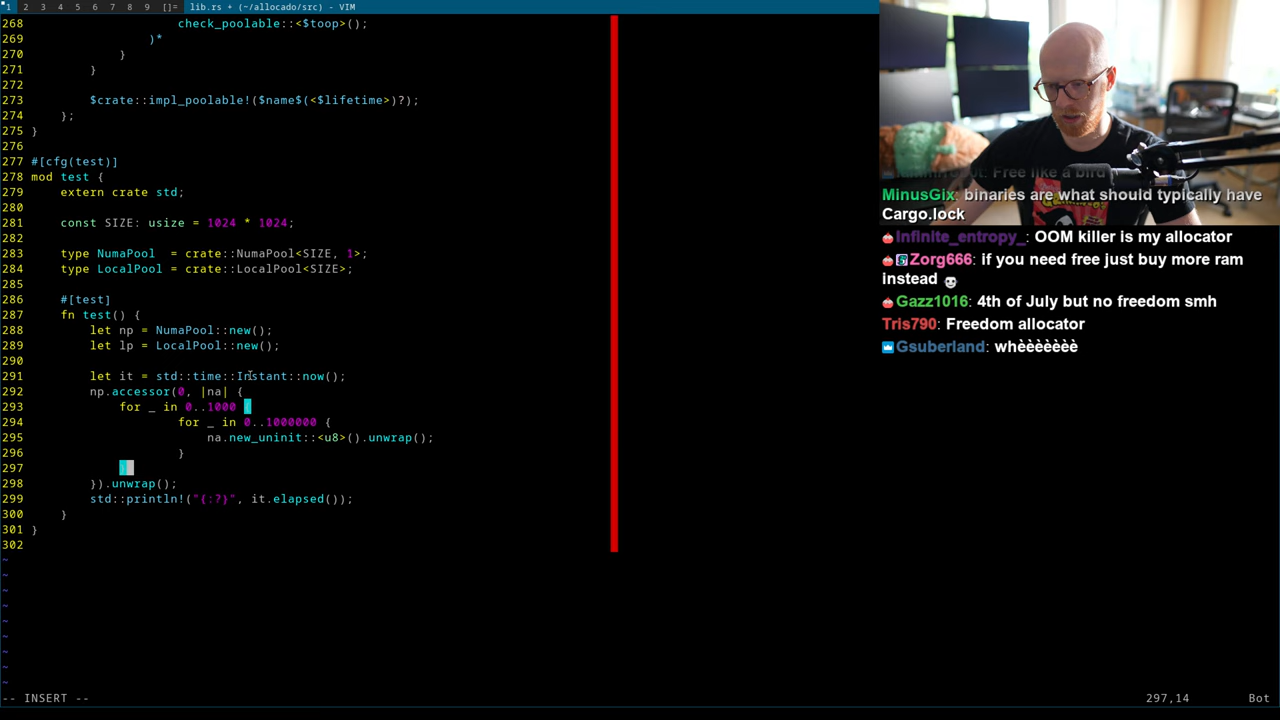 1 2 3 4 5 6 7 8 9 []= lib.rs + (~/allocado/src) - VIM
268 check_poolable::<$toop>();
269 )*
270 }
271 }
272
273 $crate::impl_poolable!($name$(<$lifetime>)?);
274 };
275 }
276
277 #[cfg(test)]
278 mod test {
279 extern crate std;
280
281 const SIZE: usize = 1024 * 1024;
282
283 type NumaPool  = crate::NumaPool<SIZE, 1>;
284 type LocalPool = crate::LocalPool<SIZE>;
285
286 #[test]
287 fn test() {
288 let np = NumaPool::new();
289 let lp = LocalPool::new();
290
291 let it = std::time::Instant::now();
292 np.accessor(0, |na| {
293 for _ in 0..1000 {
294 for _ in 0..1000000 {
295 na.new_uninit::<u8>().unwrap();
296 }
297 }
298 }).unwrap();
299 std::println!("{:?}", it.elapsed());
300 }
301 }
302
~
~
~
~
~
~
~
~
~
-- INSERT -- 297,14 Bot
Free like a bird
MinusGix: binaries are what should typically have
Cargo.lock
Infinite_entropy_: OOM killer is my allocator
Zorg666: if you need free just buy more ram
instead
Gazz1016: 4th of July but no freedom smh
Tris790: Freedom allocator
Gsuberland: whèèèèèèè